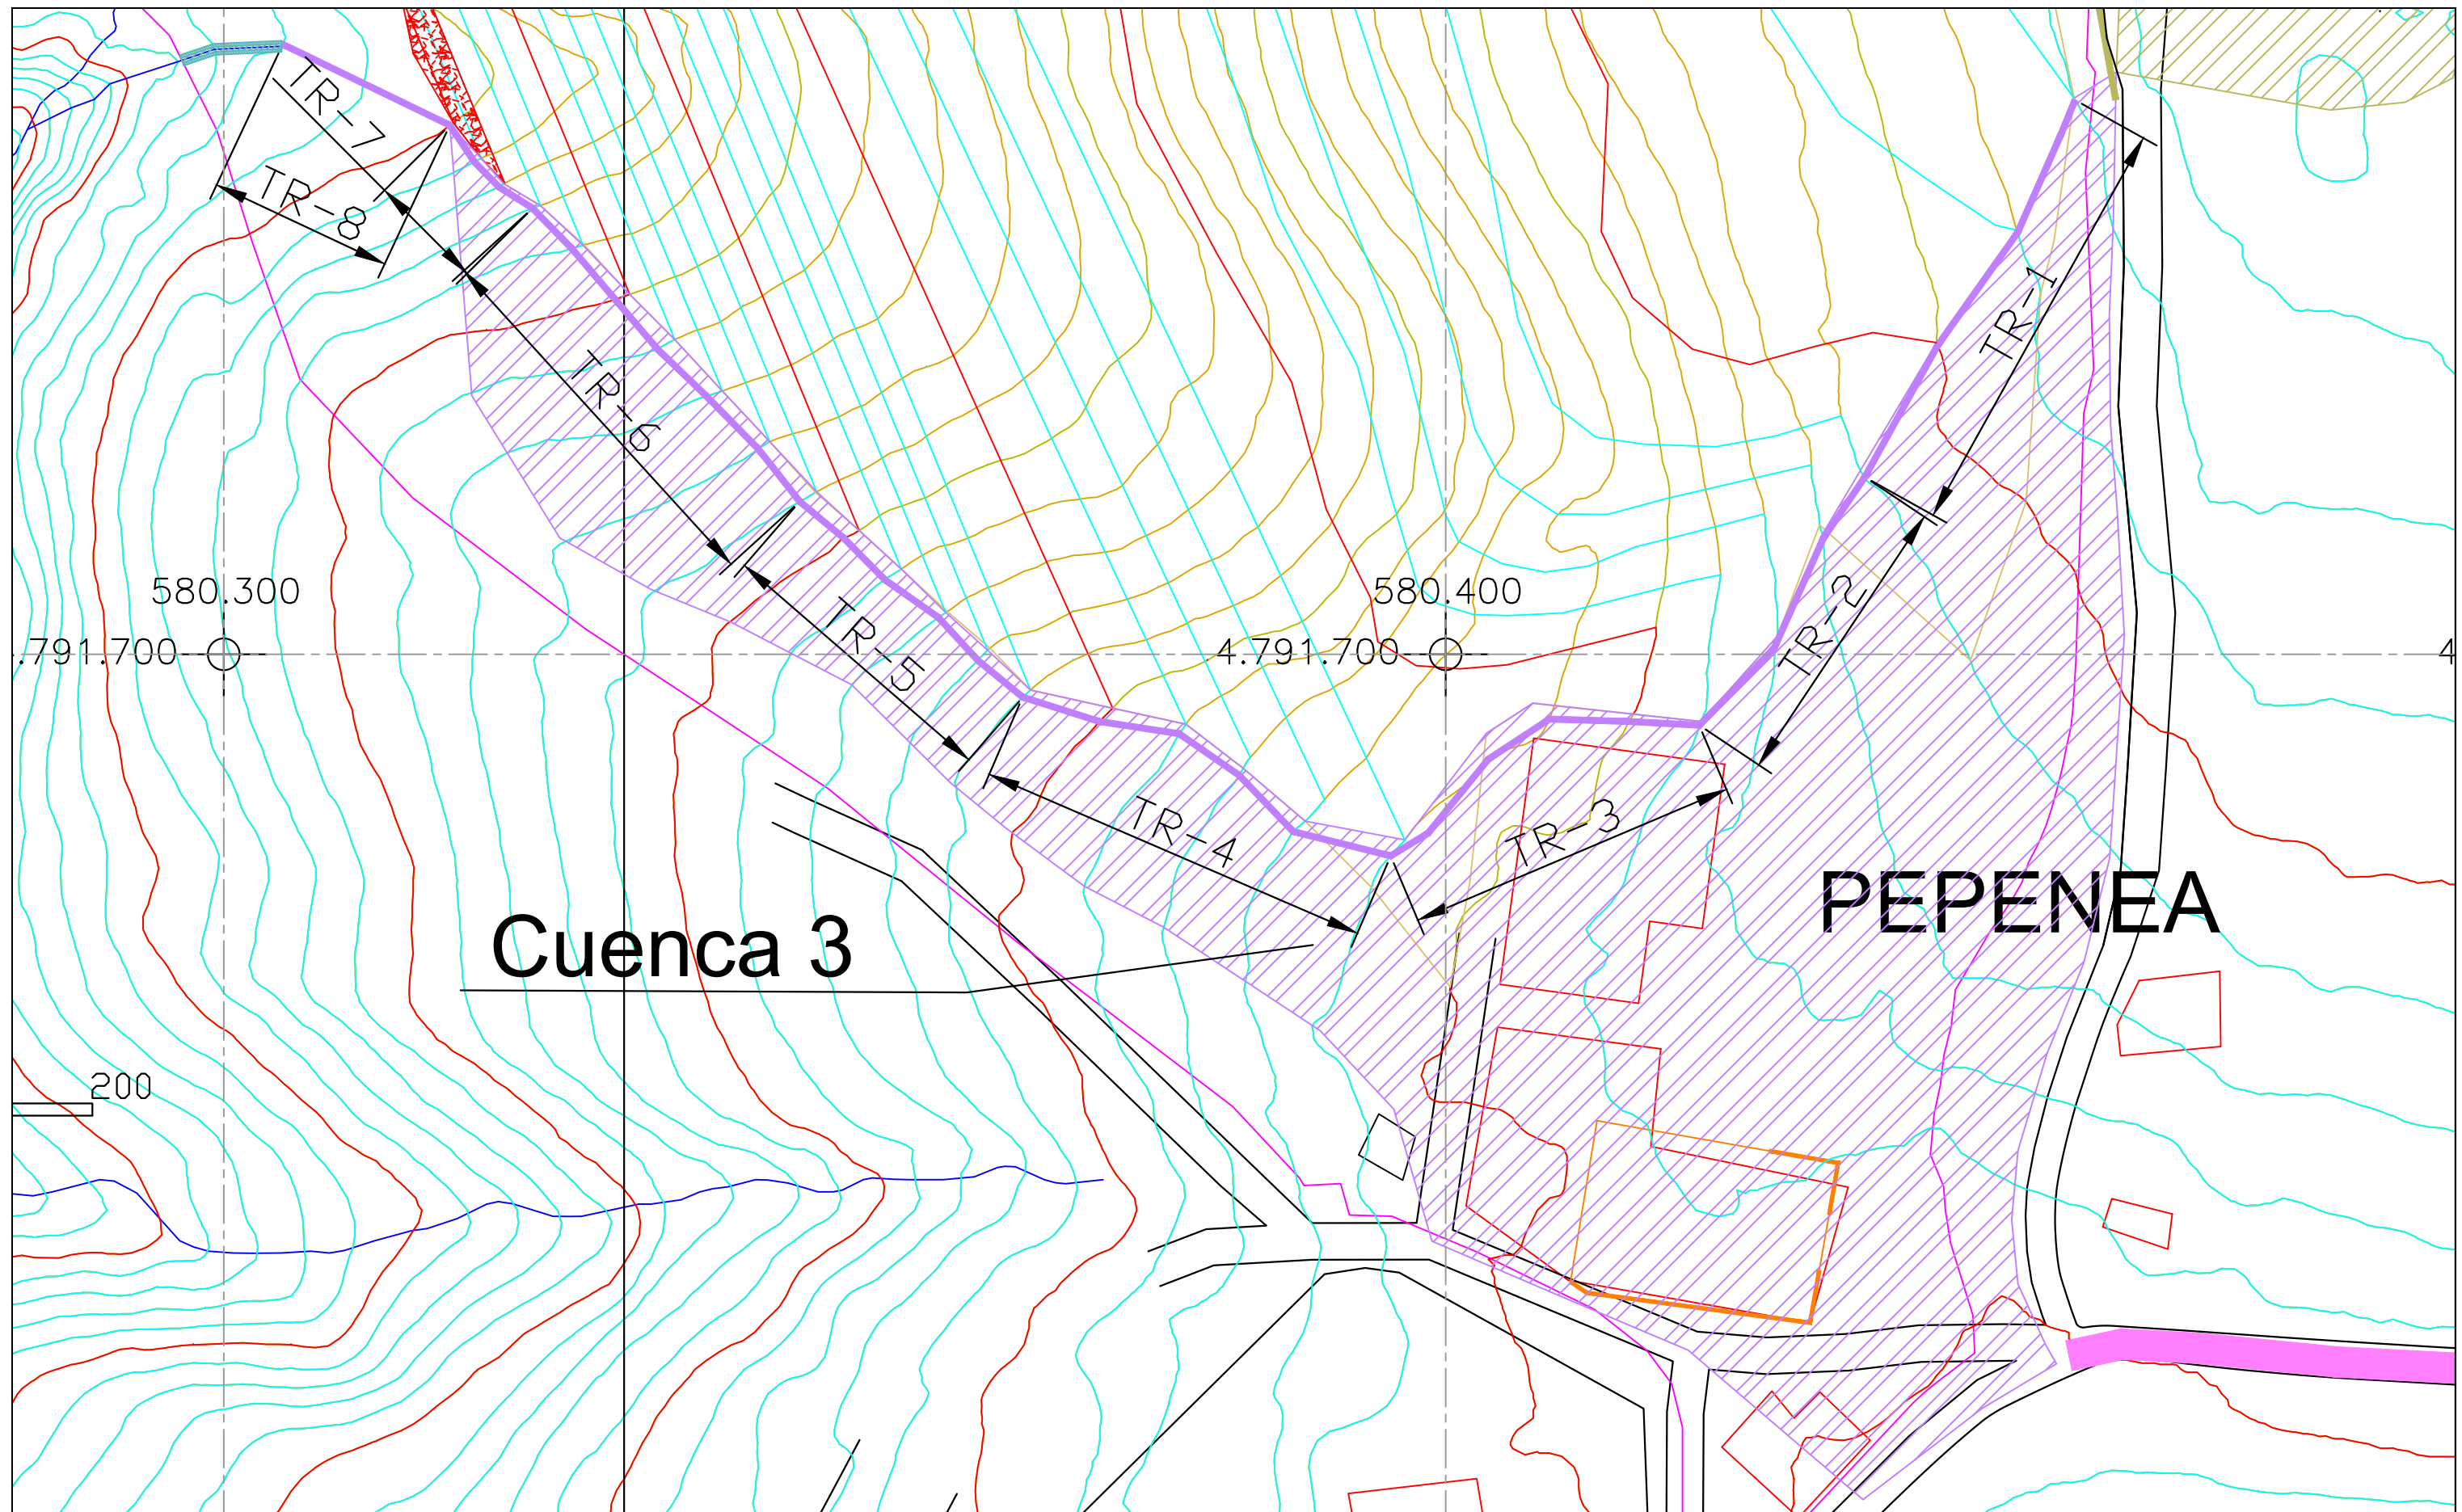 TR-7
TR-8
TR-1
TR-6
580.300
580.400
TR-5
TR-2
.791.700
4.791.700
4
TR-4
TR-3
PEPENEA
Cuenca 3
200